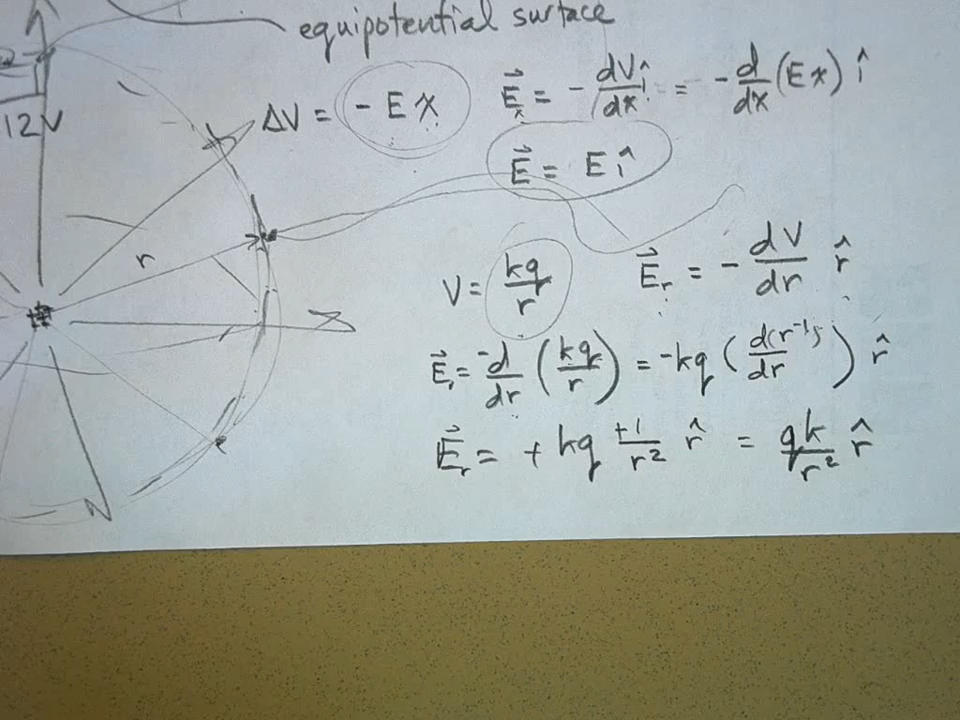 equipotential surface
12V
ΔV = -Ex
E⃗ₓ = - dV/dx î = - d/dx (Ex) î
E⃗ = E î
r
V = kq/r
E⃗ᵣ = - dV/dr r̂
E⃗ᵣ = -d/dr (kq/r) = -kq (d(r⁻¹)/dr) r̂
E⃗ᵣ = + kq +1/r² r̂ = qk/r² r̂